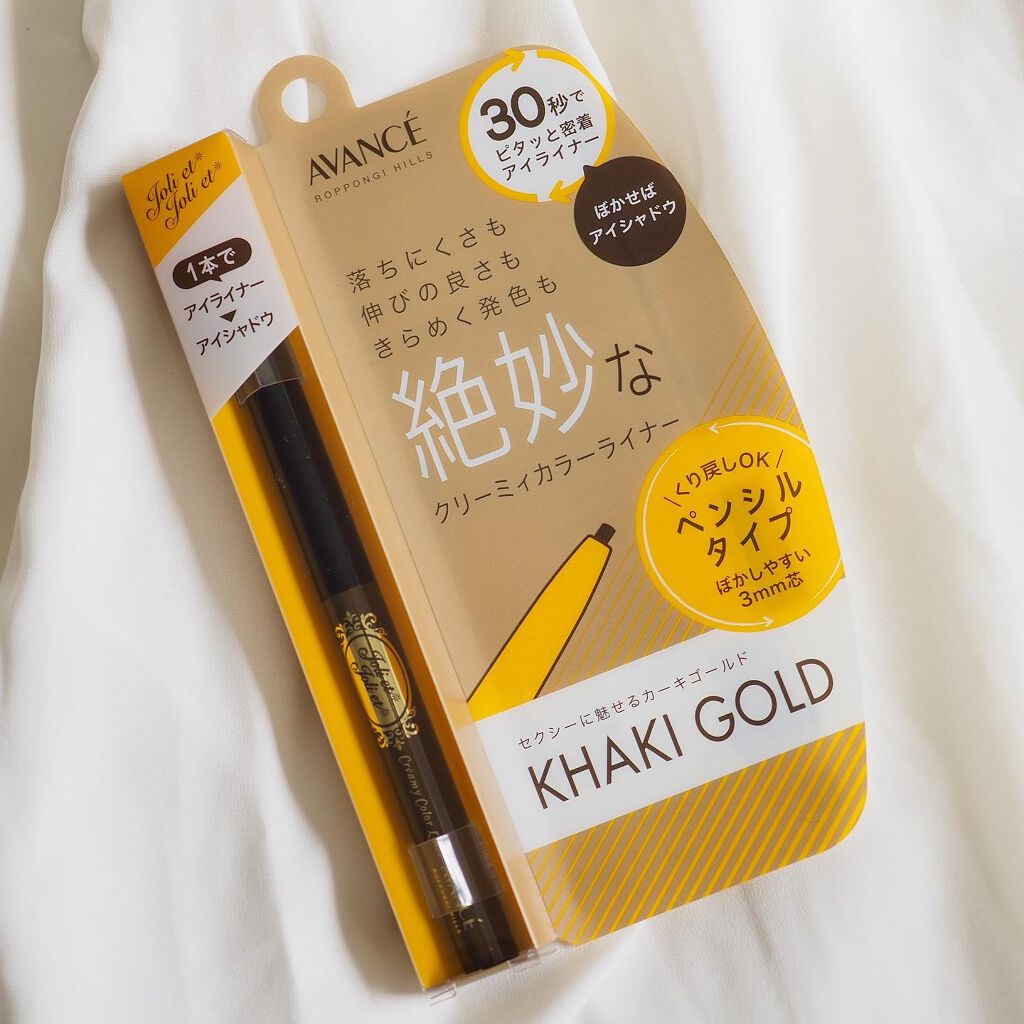 Joli et*
Joli et*
1本で
アイライナー
アイシャドウ
AVANCÉ
ROPPONGI HILLS
30秒で
ピタッと密着
アイライナー
ぼかせば
アイシャドウ
落ちにくさも
伸びの良さも
きらめく発色も
絶妙な
クリーミィカラーライナー
\くり戻しOK/
ペンシル
タイプ
ぼかしやすい
3mm芯
セクシーに魅せるカーキゴールド
KHAKI GOLD
Joli et*
Joli et*
Creamy Color
ROPPONGI HILLS